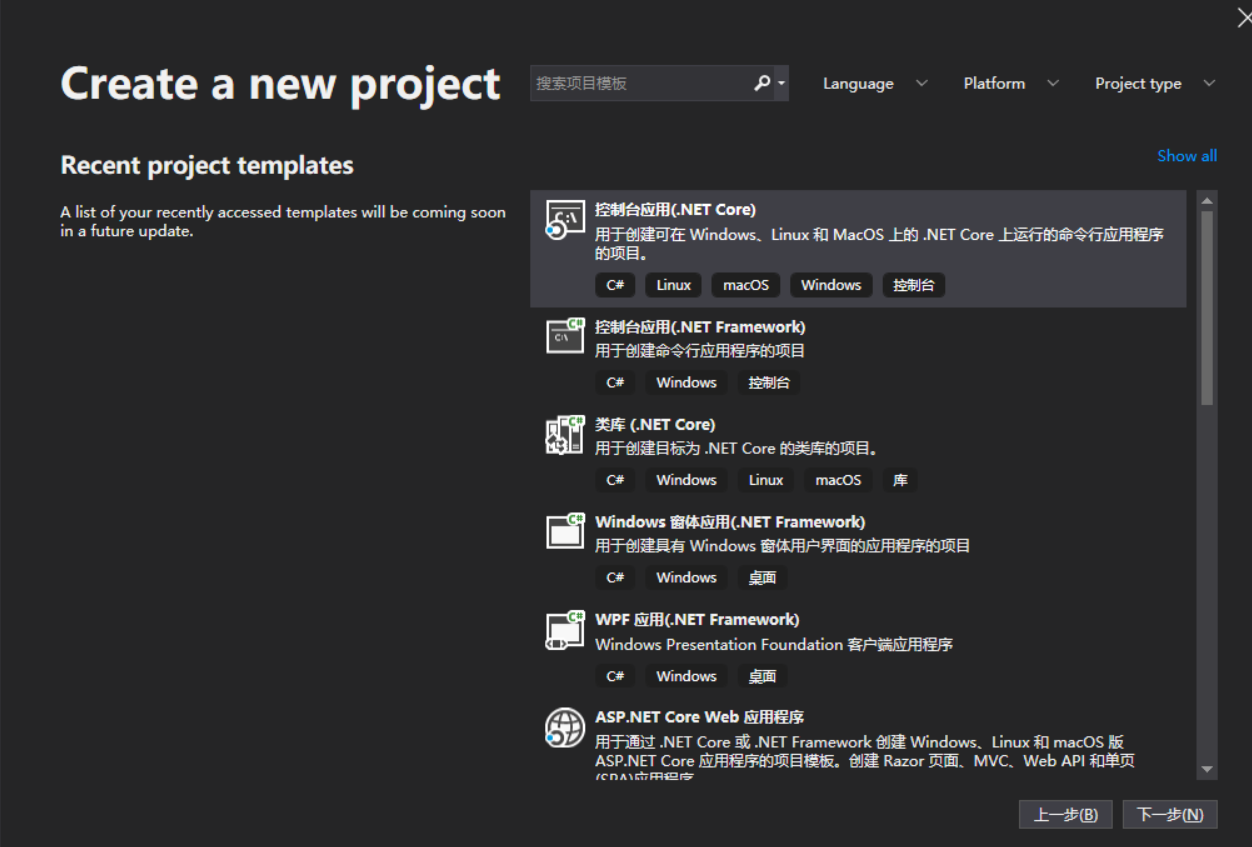 Create a new project
搜索项目模板
Language
Platform
Project type
Recent project templates
Show all
A list of your recently accessed templates will be coming soon
in a future update.
控制台应用(.NET Core)
用于创建可在 Windows、Linux 和 MacOS 上的 .NET Core 上运行的命令行应用程序
的项目。
C# Linux macOS Windows 控制台
控制台应用(.NET Framework)
用于创建命令行应用程序的项目
C# Windows 控制台
类库 (.NET Core)
用于创建目标为 .NET Core 的类库的项目。
C# Windows Linux macOS 库
Windows 窗体应用(.NET Framework)
用于创建具有 Windows 窗体用户界面的应用程序的项目
C# Windows 桌面
WPF 应用(.NET Framework)
Windows Presentation Foundation 客户端应用程序
C# Windows 桌面
ASP.NET Core Web 应用程序
用于通过 .NET Core 或 .NET Framework 创建 Windows、Linux 和 macOS 版
ASP.NET Core 应用程序的项目模板。创建 Razor 页面、MVC、Web API 和单页
(SPA)应用程序
上一步(B)
下一步(N)